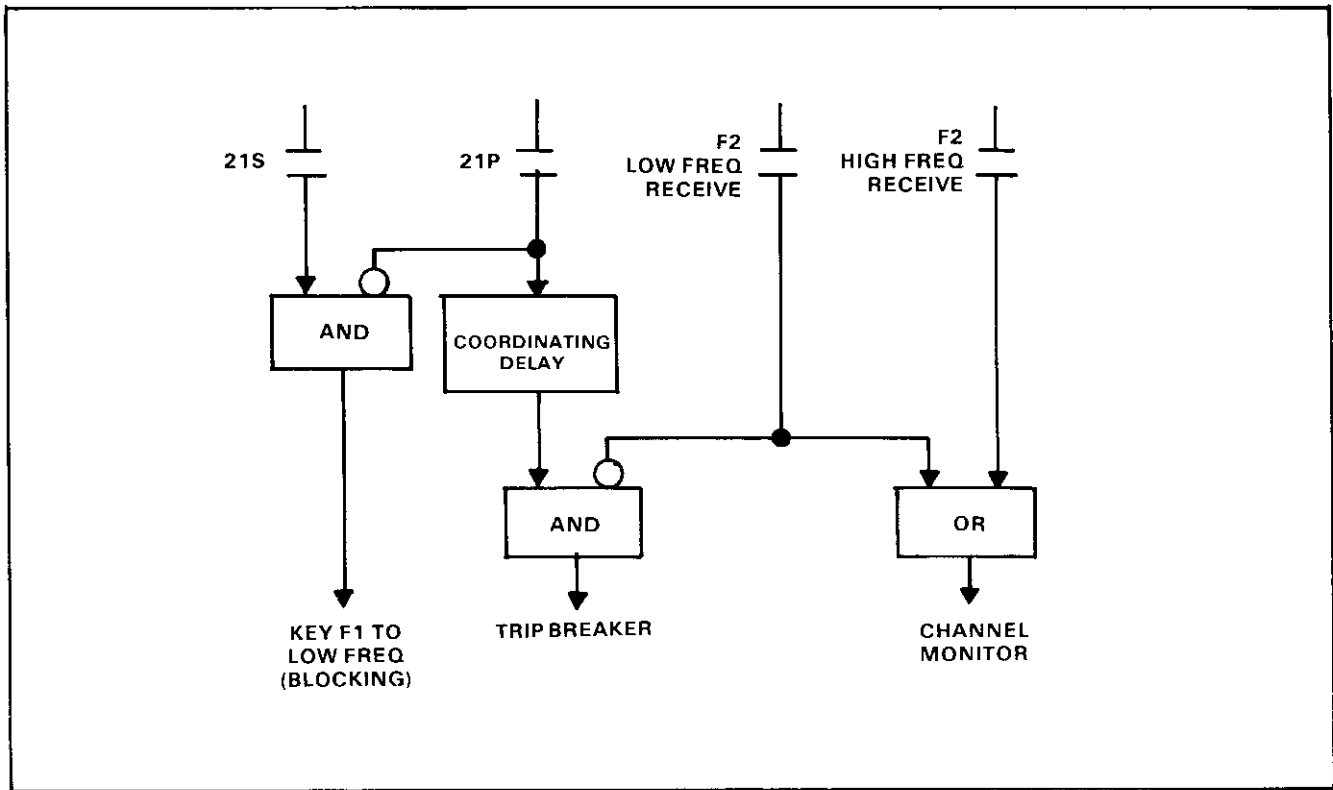 21S
21P
F2
LOW FREQ
RECEIVE
F2
HIGH FREQ
RECEIVE
AND
COORDINATING
DELAY
AND
OR
KEY F1 TO
LOW FREQ
(BLOCKING)
TRIP BREAKER
CHANNEL
MONITOR